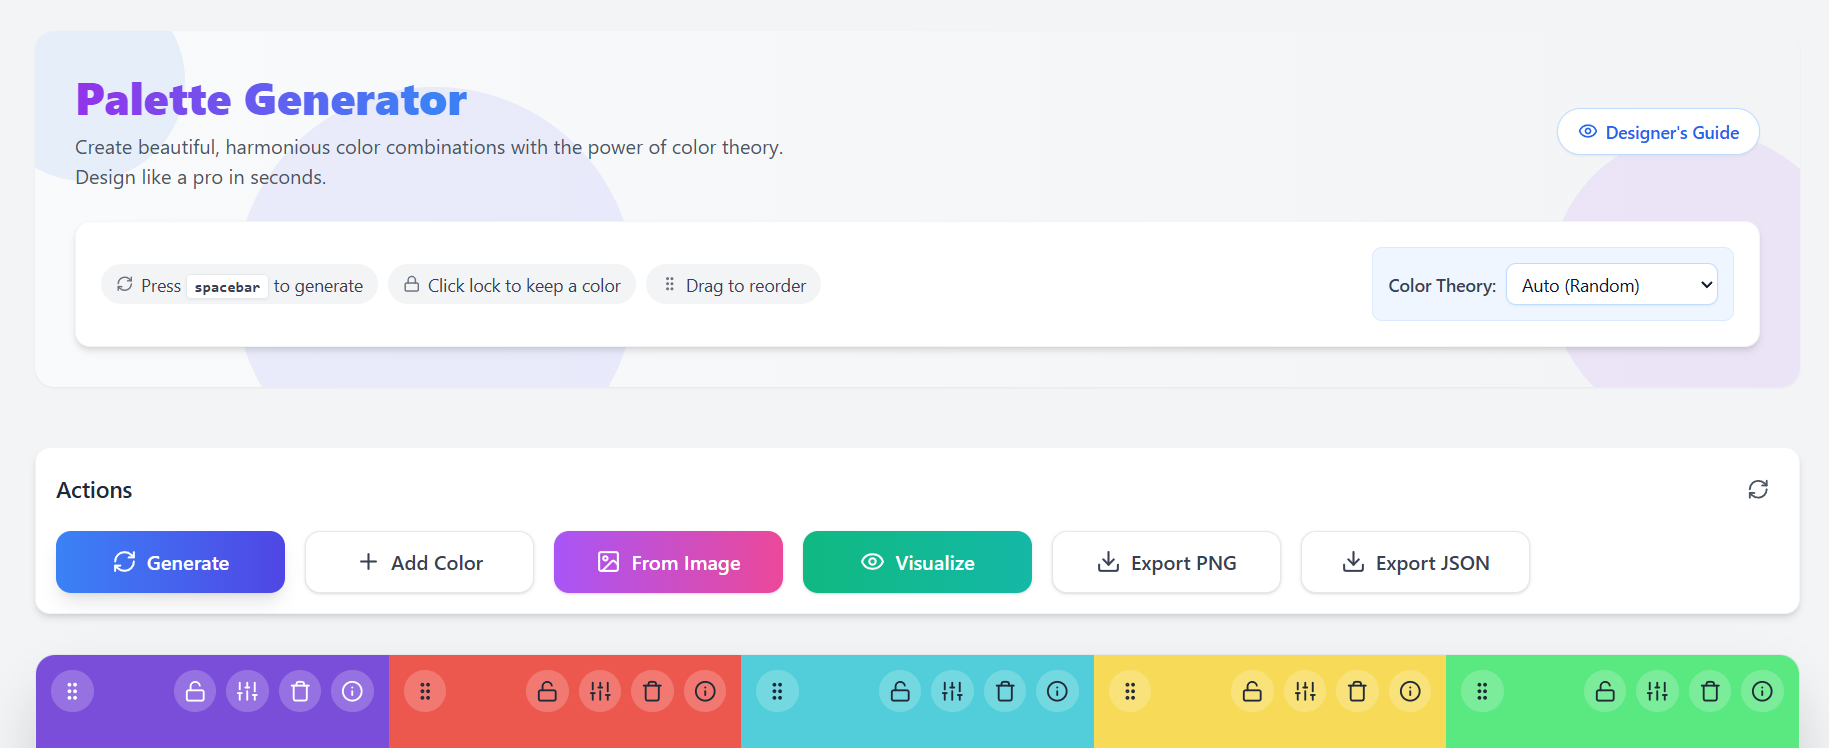 Palette Generator
Create beautiful, harmonious color combinations with the power of color theory.
Design like a pro in seconds.
Designer's Guide
Press spacebar to generate
Click lock to keep a color
Drag to reorder
Color Theory: Auto (Random)
Actions
Generate
Add Color
From Image
Visualize
Export PNG
Export JSON